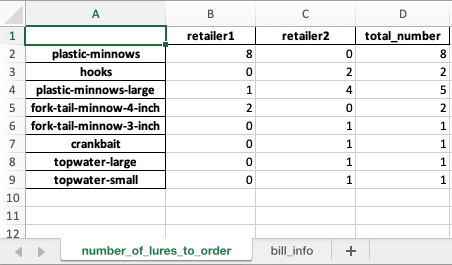 A B C D
1 retailer1 retailer2 total_number
2 plastic-minnows 8 0 8
3 hooks 0 2 2
4 plastic-minnows-large 1 4 5
5 fork-tail-minnow-4-inch 2 0 2
6 fork-tail-minnow-3-inch 0 1 1
7 crankbait 0 1 1
8 topwater-large 0 1 1
9 topwater-small 0 1 1
10
11
12
number_of_lures_to_order bill_info +